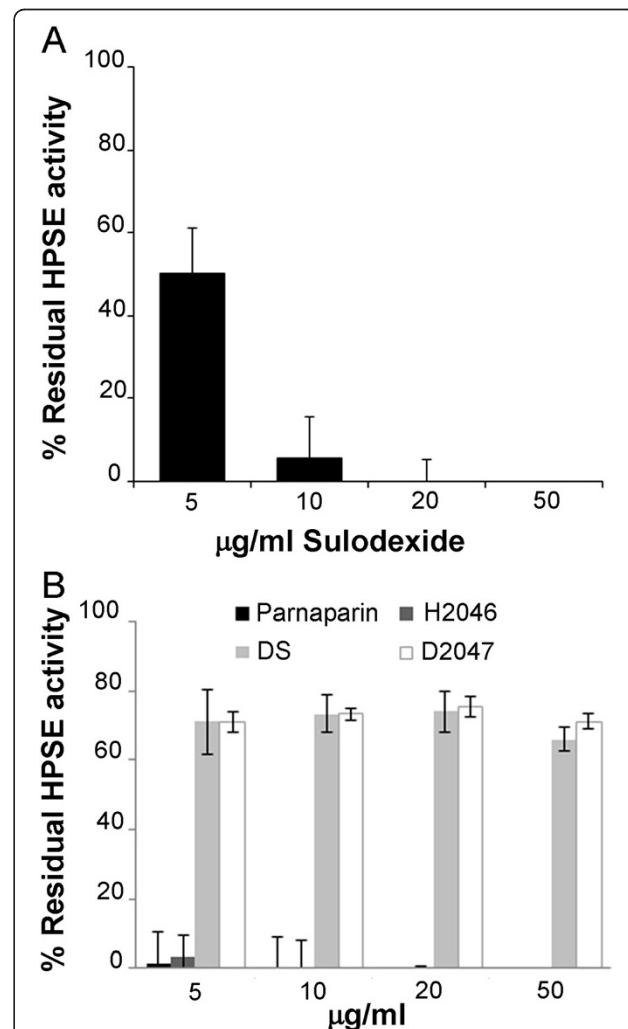 A
% Residual HPSE activity
100
80
60
40
20
0
5 10 20 50
µg/ml Sulodexide
B
% Residual HPSE activity
100
80
60
40
20
0
Parnaparin H2046
DS D2047
5 10 20 50
µg/ml